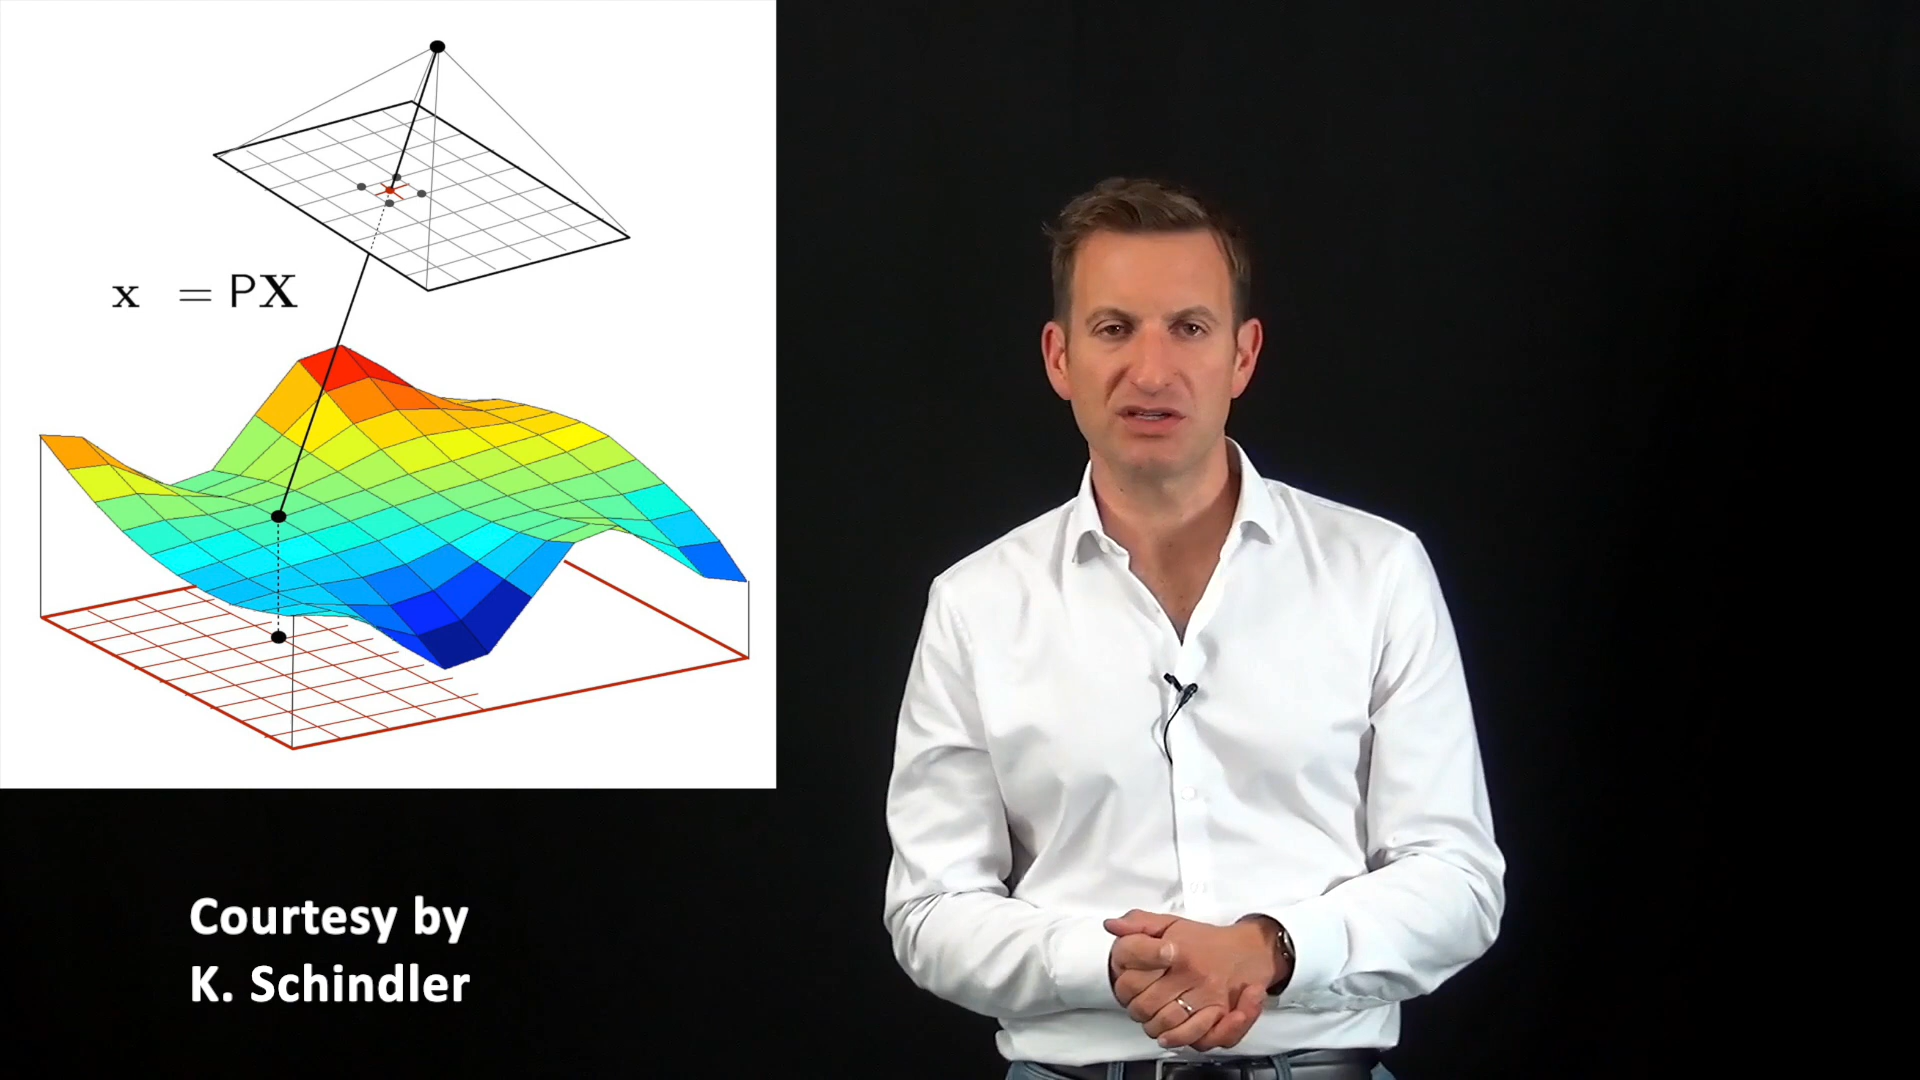 x = PX
Courtesy by
K. Schindler